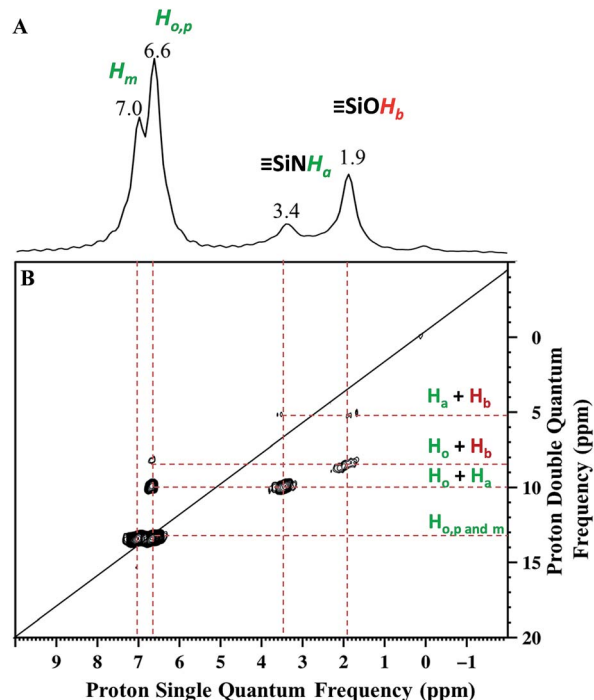 A
Ho,p
6.6
Hm
7.0
≡SiOHb
≡SiNHa
1.9
3.4
B
0
Ha + Hb
5
Ho + Hb
Ho + Ha
10
Ho,p and m
15
20
9 8 7 6 5 4 3 2 1 0 −1
Proton Single Quantum Frequency (ppm)
Proton Double Quantum
Frequency (ppm)